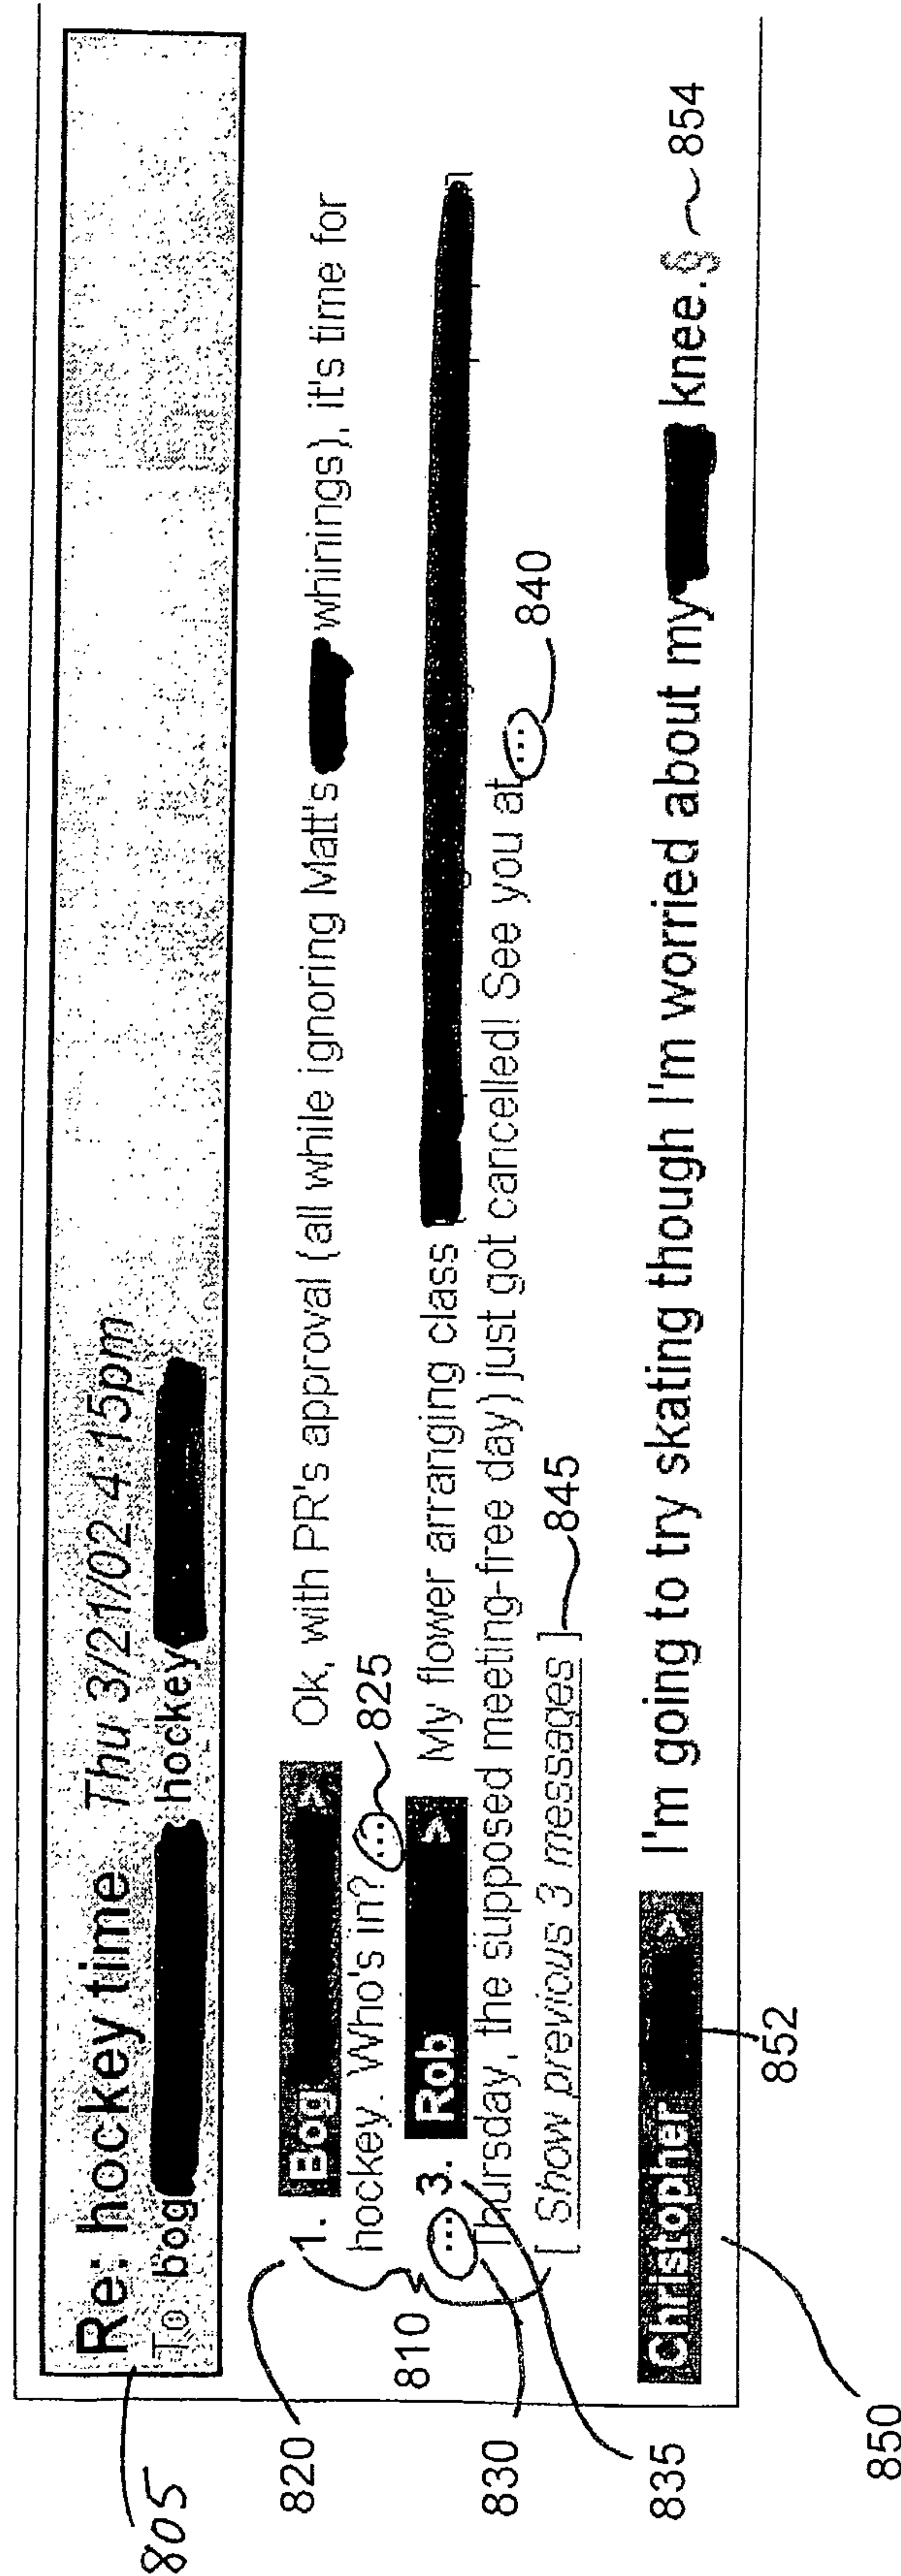 Re: hockey time Thu 3/21/02 4:15pm
To bog hockey
805
820
1. Bog > Ok, with PR's approval (all while ignoring Matt's whinings), it's time for
hockey. Who's in? ... 825
810
830
... 3. Rob > My flower arranging class
835
Thursday, the supposed meeting-free day) just got cancelled! See you at ... 840
[ Show previous 3 messages ] 845
Christopher > I'm going to try skating though I'm worried about my knee.§ 854
852
850